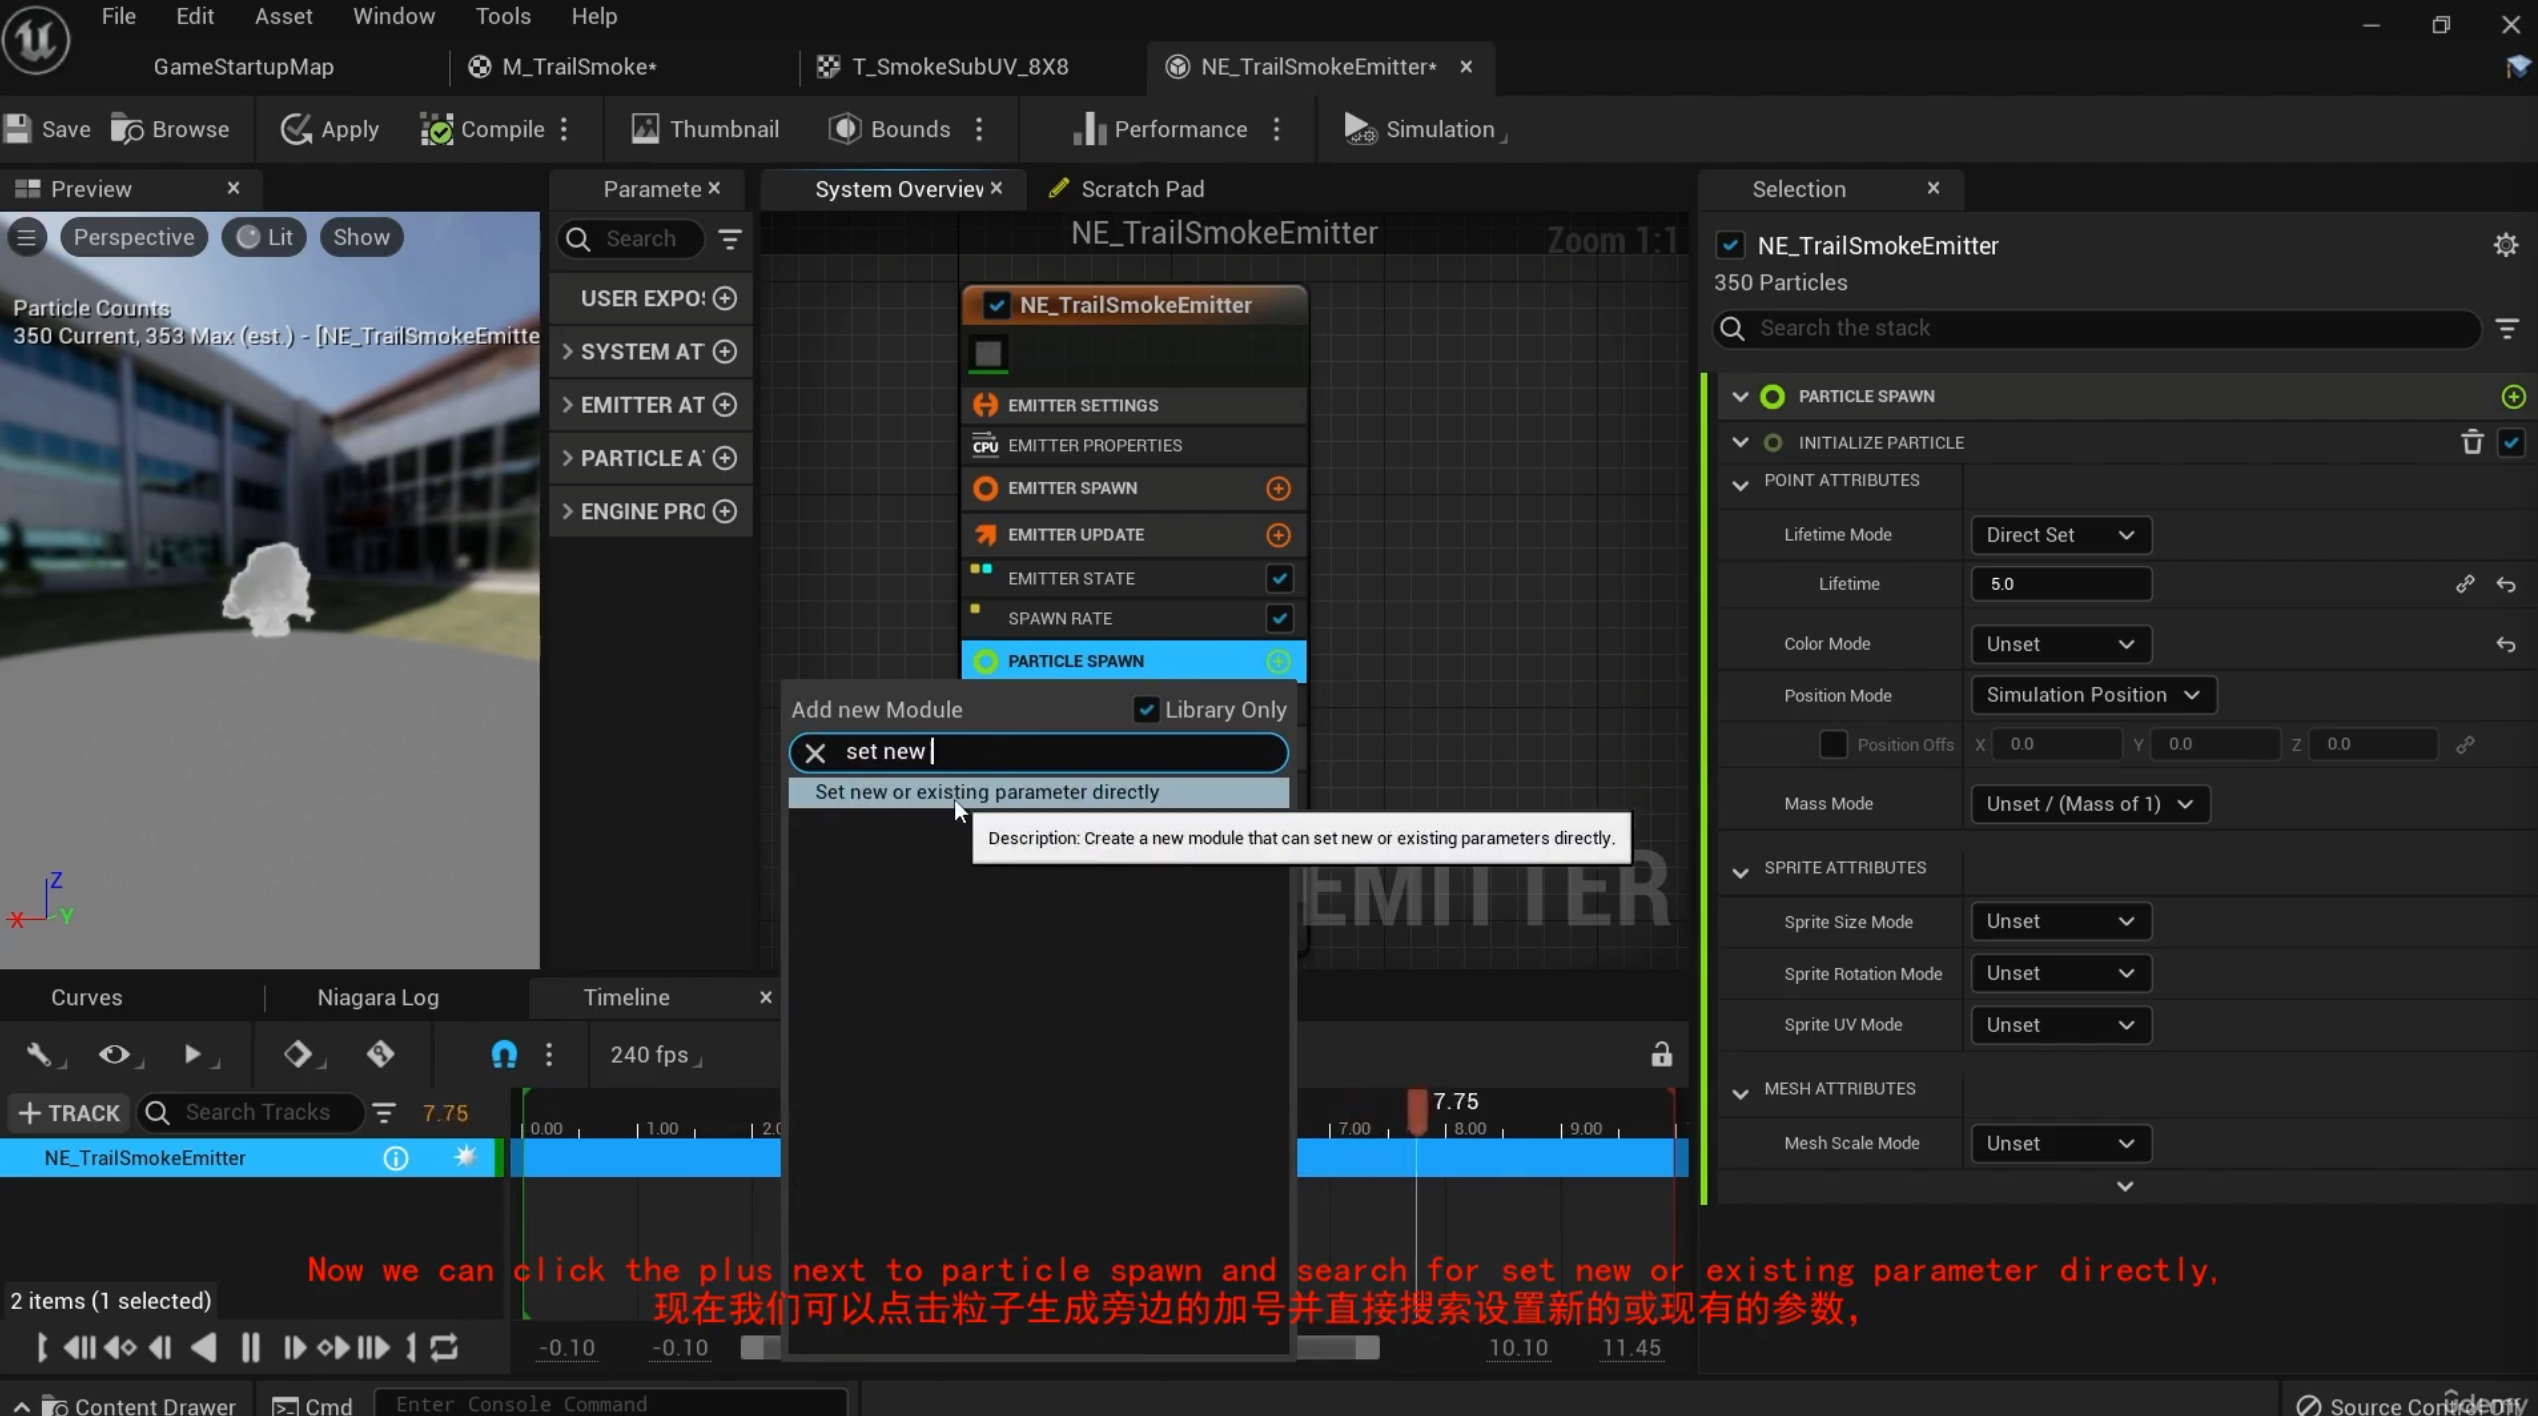 File Edit Asset Window Tools Help
GameStartupMap M_TrailSmoke* T_SmokeSubUV_8X8 NE_TrailSmokeEmitter*
Save Browse Apply Compile Thumbnail Bounds Performance Simulation
Preview Paramete System Overview Scratch Pad Selection
Perspective Lit Show
Search
NE_TrailSmokeEmitter Zoom 1:1
Particle Counts
350 Current, 353 Max (est.) - [NE_TrailSmokeEmitte
USER EXPO
SYSTEM AT
EMITTER AT
PARTICLE A
ENGINE PRO
NE_TrailSmokeEmitter
EMITTER SETTINGS
CPU EMITTER PROPERTIES
EMITTER SPAWN
EMITTER UPDATE
EMITTER STATE
SPAWN RATE
PARTICLE SPAWN
Add new Module Library Only
set new
Set new or existing parameter directly
Description: Create a new module that can set new or existing parameters directly.
EMITTER
NE_TrailSmokeEmitter
350 Particles
Search the stack
PARTICLE SPAWN
INITIALIZE PARTICLE
POINT ATTRIBUTES
Lifetime Mode Direct Set
Lifetime 5.0
Color Mode Unset
Position Mode Simulation Position
Position Offs X 0.0 Y 0.0 Z 0.0
Mass Mode Unset / (Mass of 1)
SPRITE ATTRIBUTES
Sprite Size Mode Unset
Sprite Rotation Mode Unset
Sprite UV Mode Unset
MESH ATTRIBUTES
Mesh Scale Mode Unset
Z
X Y
Curves Niagara Log Timeline
240 fps
TRACK Search Tracks 7.75
0.00 1.00 2.0 7.00 7.75 8.00 9.00
NE_TrailSmokeEmitter
Now we can click the plus next to particle spawn and search for set new or existing parameter directly,
现在我们可以点击粒子生成旁边的加号并直接搜索设置新的或现有的参数，
2 items (1 selected)
-0.10 -0.10 10.10 11.45
Content Drawer Cmd Enter Console Command Source Control Off
ûdemy